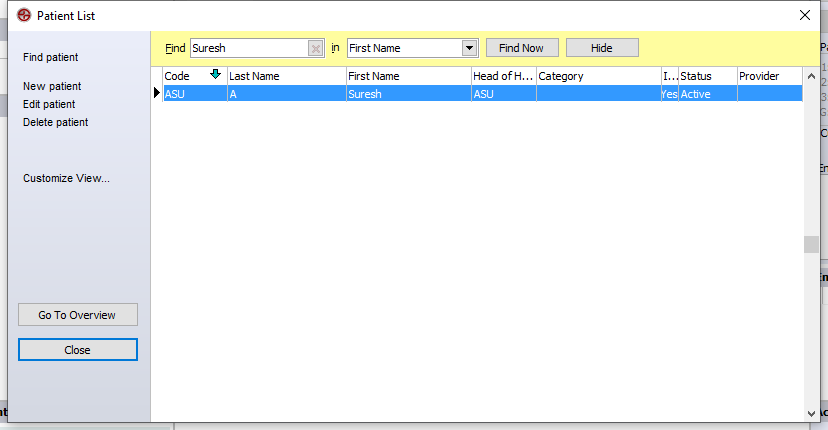 Patient List
Find patient
New patient
Edit patient
Delete patient
Customize View...
Go To Overview
Close
Find Suresh in First Name Find Now Hide
Code Last Name First Name Head of H... Category I... Status Provider
ASU A Suresh ASU Yes Active